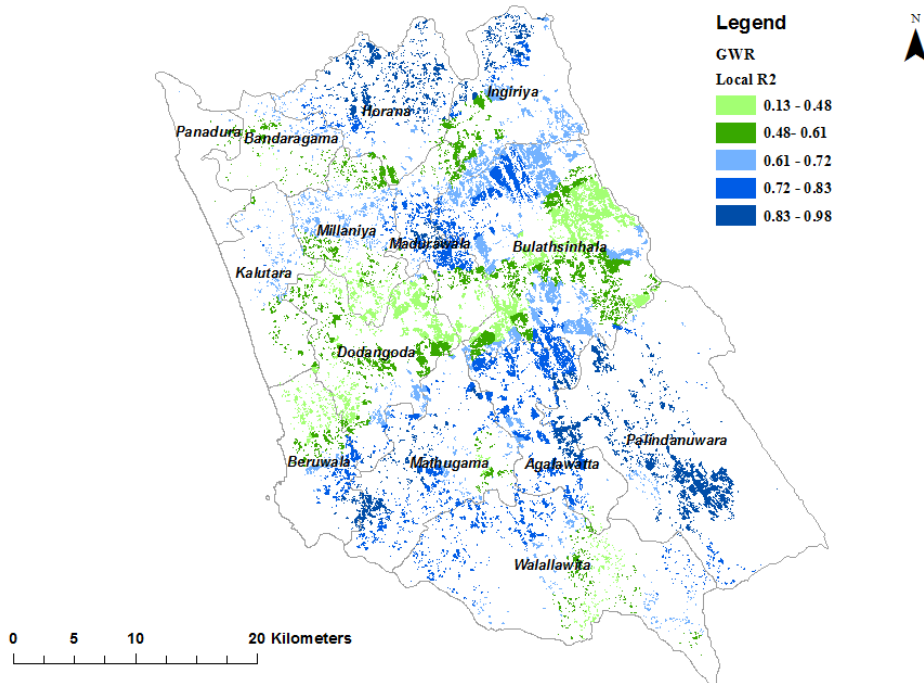 Legend
N
GWR
Local R2
0.13 - 0.48
0.48- 0.61
0.61 - 0.72
0.72 - 0.83
0.83 - 0.98
Ingiriya
Horana
Panadura
Bandaragama
Millaniya
Madurawala
Bulathsinhala
Kalutara
Dodangoda
Palindanuwara
Beruwala
Mathugama
Agalawatta
Walallawita
0 5 10 20 Kilometers